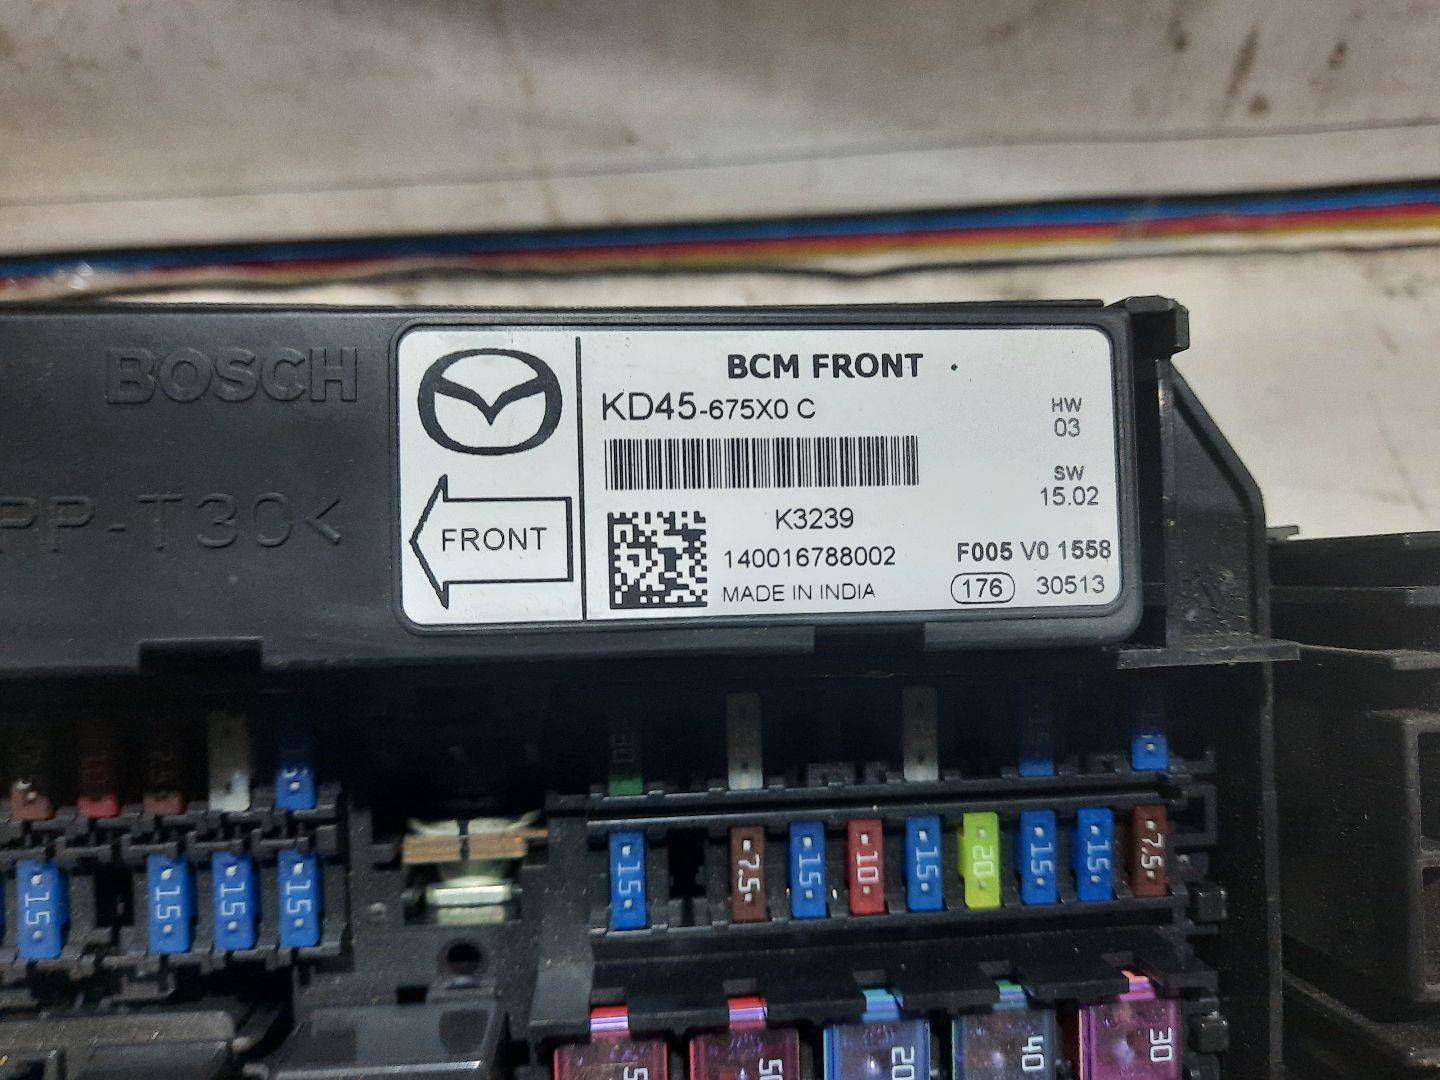 BOSCH
PP-T30<
FRONT
BCM FRONT
KD45-675X0 C
HW
03
SW
15.02
K3239
140016788002
MADE IN INDIA
F005 V0 1558
176 30513
30
15 15 15 15
15 7,5 15 10 15 20 15 15 7,5
50 20 40 30